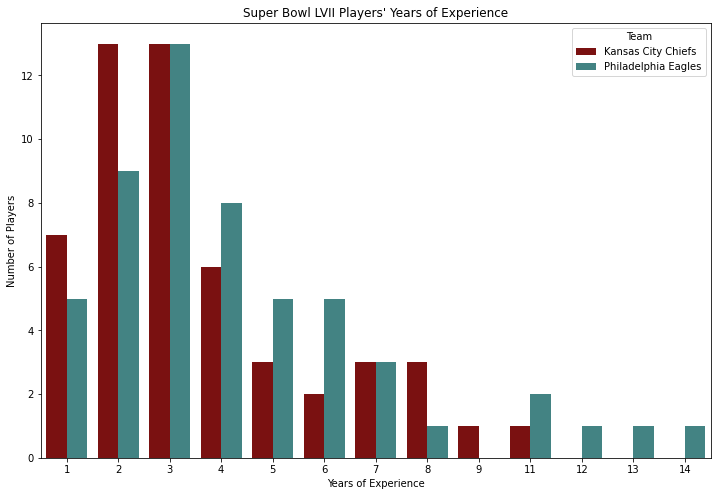 Super Bowl LVII Players' Years of Experience
Team
Kansas City Chiefs
Philadelphia Eagles
Number of Players
12
10
8
6
4
2
0
1 2 3 4 5 6 7 8 9 11 12 13 14
Years of Experience